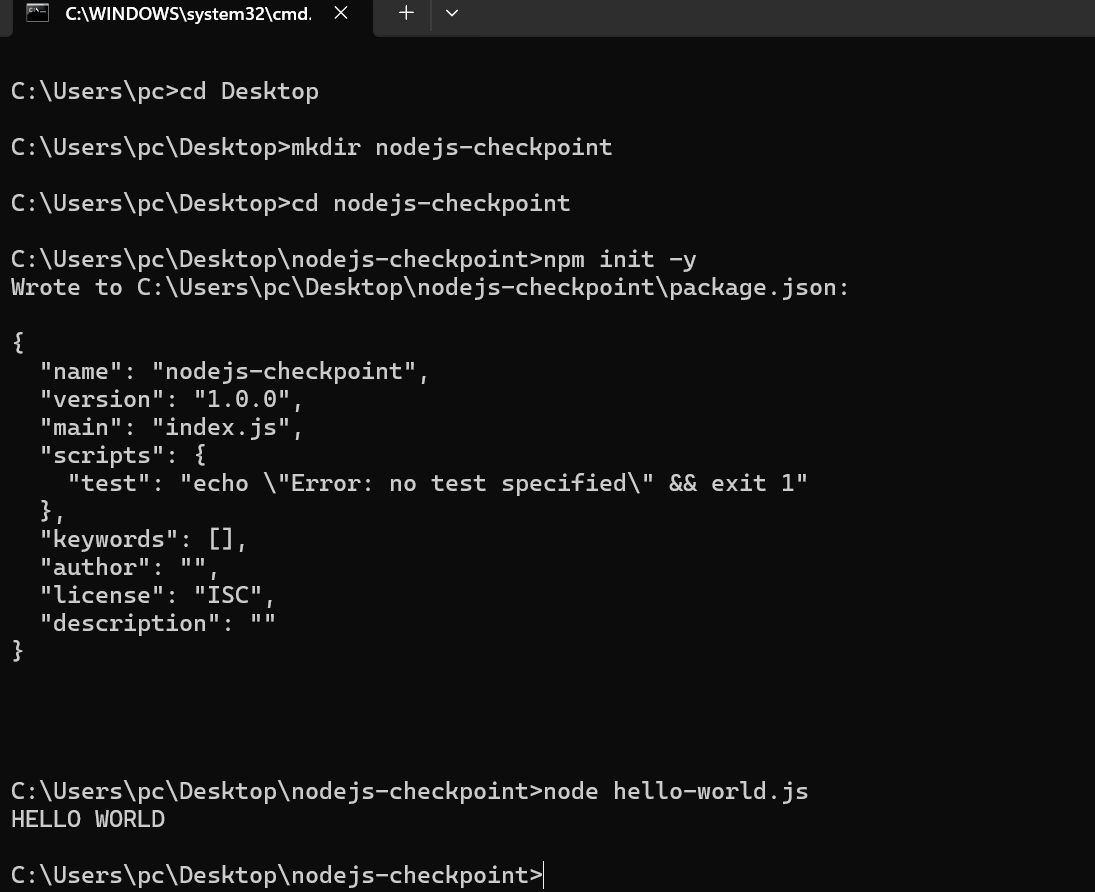 C:\WINDOWS\system32\cmd.
C:\Users\pc>cd Desktop
C:\Users\pc\Desktop>mkdir nodejs-checkpoint
C:\Users\pc\Desktop>cd nodejs-checkpoint
C:\Users\pc\Desktop\nodejs-checkpoint>npm init -y
Wrote to C:\Users\pc\Desktop\nodejs-checkpoint\package.json:
{
  "name": "nodejs-checkpoint",
  "version": "1.0.0",
  "main": "index.js",
  "scripts": {
    "test": "echo \"Error: no test specified\" && exit 1"
  },
  "keywords": [],
  "author": "",
  "license": "ISC",
  "description": ""
}
C:\Users\pc\Desktop\nodejs-checkpoint>node hello-world.js
HELLO WORLD
C:\Users\pc\Desktop\nodejs-checkpoint>